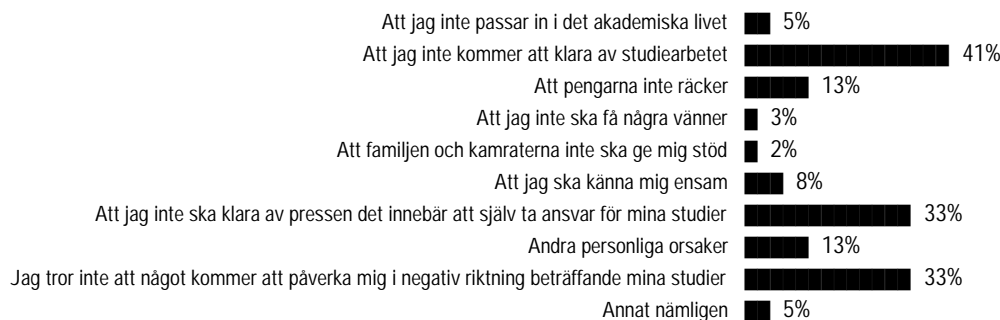 Att jag inte passar in i det akademiska livet 5%
Att jag inte kommer att klara av studiearbetet 41%
Att pengarna inte räcker 13%
Att jag inte ska få några vänner 3%
Att familjen och kamraterna inte ska ge mig stöd 2%
Att jag ska känna mig ensam 8%
Att jag inte ska klara av pressen det innebär att själv ta ansvar för mina studier 33%
Andra personliga orsaker 13%
Jag tror inte att något kommer att påverka mig i negativ riktning beträffande mina studier 33%
Annat nämligen 5%